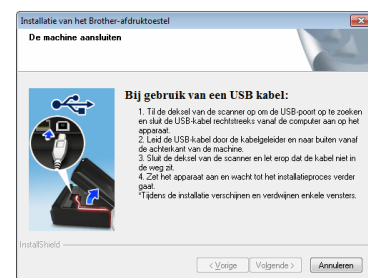 Installatie van het Brother-afdruktoestel
De machine aansluiten
Bij gebruik van een USB kabel:
1. Til de deksel van de scanner op om de USB-poort op te zoeken
en sluit de USB-kabel rechtstreeks vanaf de computer aan op het
apparaat.
2. Leid de USB-kabel door de kabelgeleider en naar buiten vanaf
de achterkant van de machine.
3. Sluit de deksel van de scanner en let erop dat de kabel niet in
de weg zit.
4. Zet het apparaat aan en wacht tot het installatieproces verder
gaat.
*Tijdens de installatie verschijnen en verdwijnen enkele vensters.
InstallShield
< Vorige Volgende > Annuleren